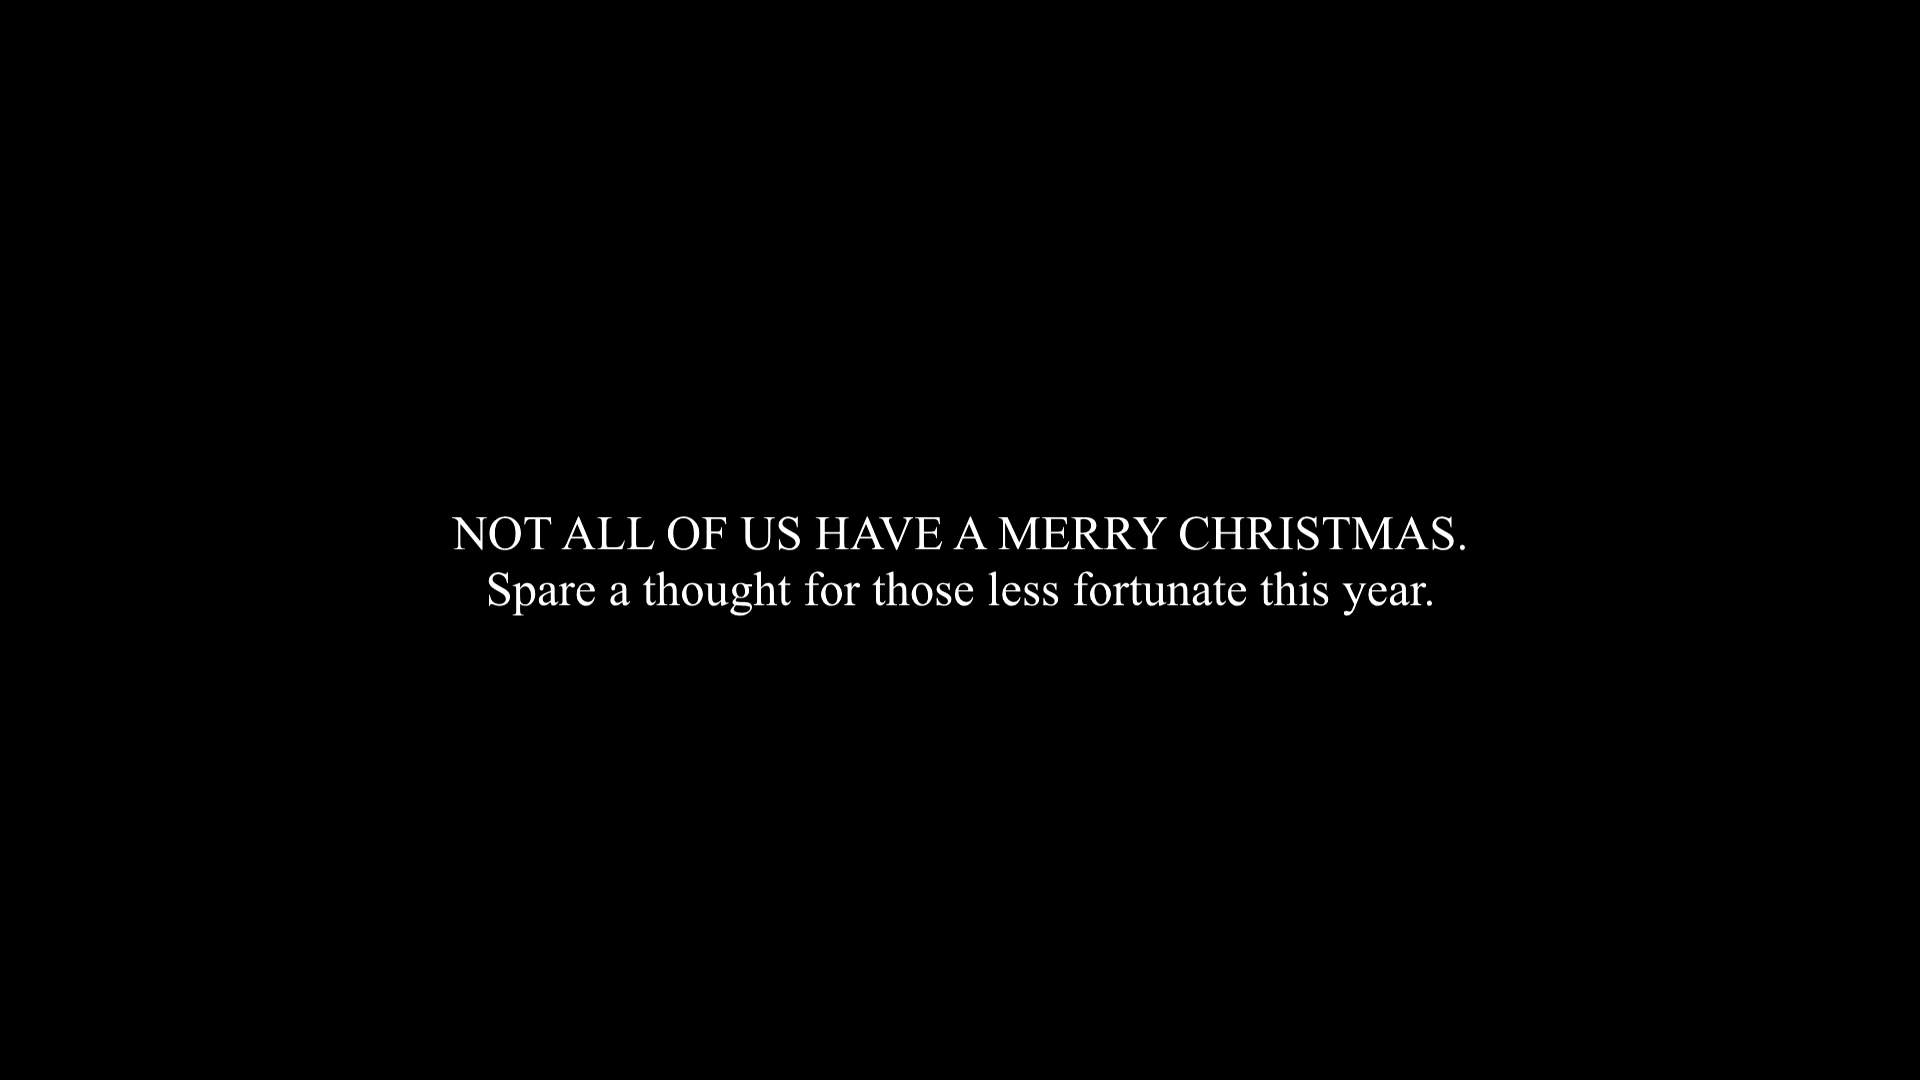 NOT ALL OF US HAVE A MERRY CHRISTMAS.
Spare a thought for those less fortunate this year.